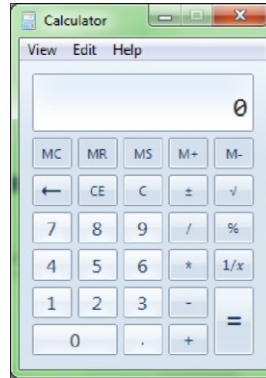 Calculator
View Edit Help
0
MC MR MS M+ M-
← CE C ± √
7 8 9 / %
4 5 6 * 1/x
1 2 3 -
0 . + =